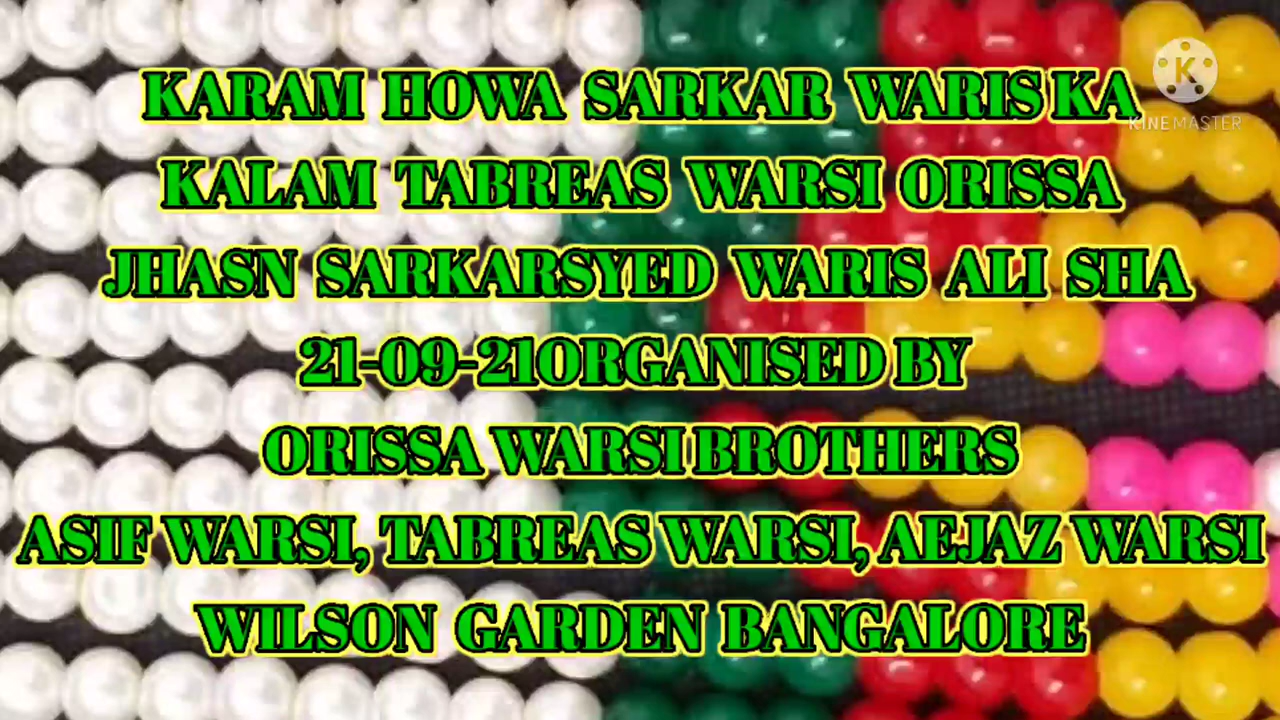 KARAM HOWA SARKAR WARIS KA
KINEMASTER
KALAM TABREAS WARSI ORISSA
JHASN SARKARSYED WARIS ALI SHA
21-09-21ORGANISED BY
ORISSA WARSI BROTHERS
ASIF WARSI, TABREAS WARSI, AEJAZ WARSI
WILSON GARDEN BANGALORE